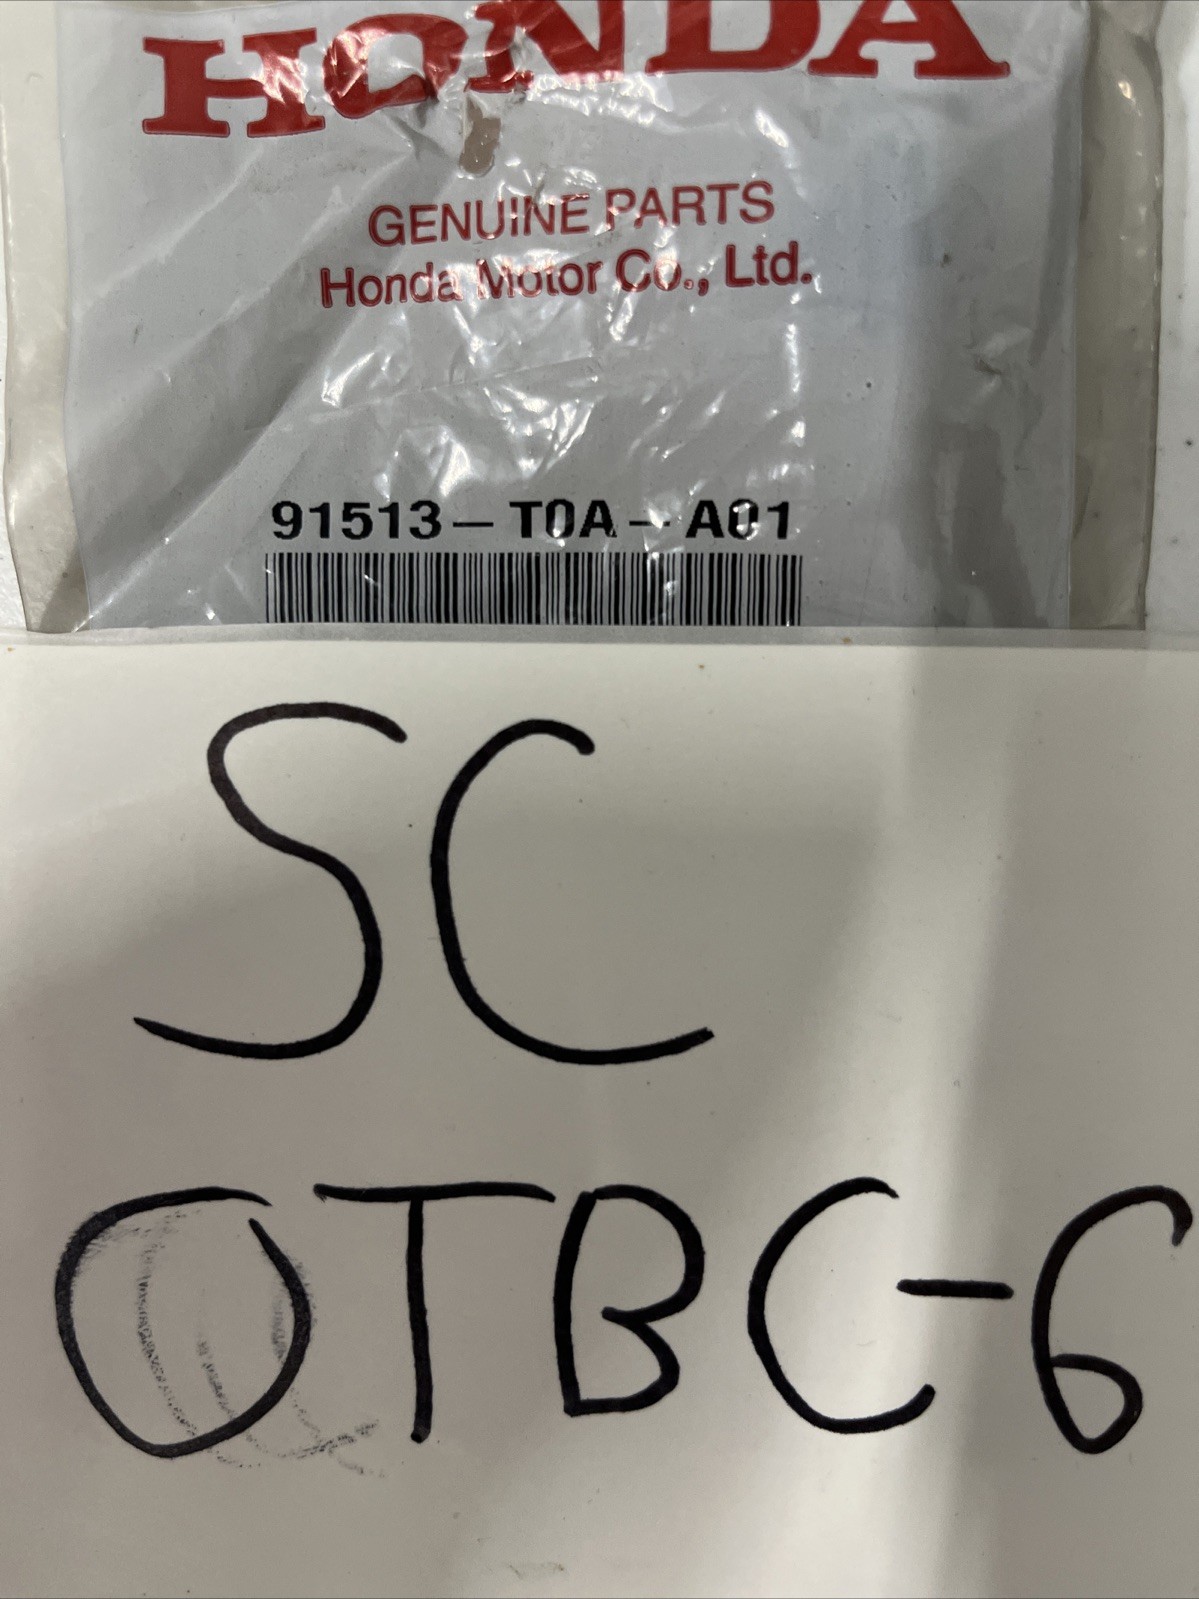 HONDA
GENUINE PARTS
Honda Motor Co., Ltd.
91513-T0A-A01
SC
OTBC-6